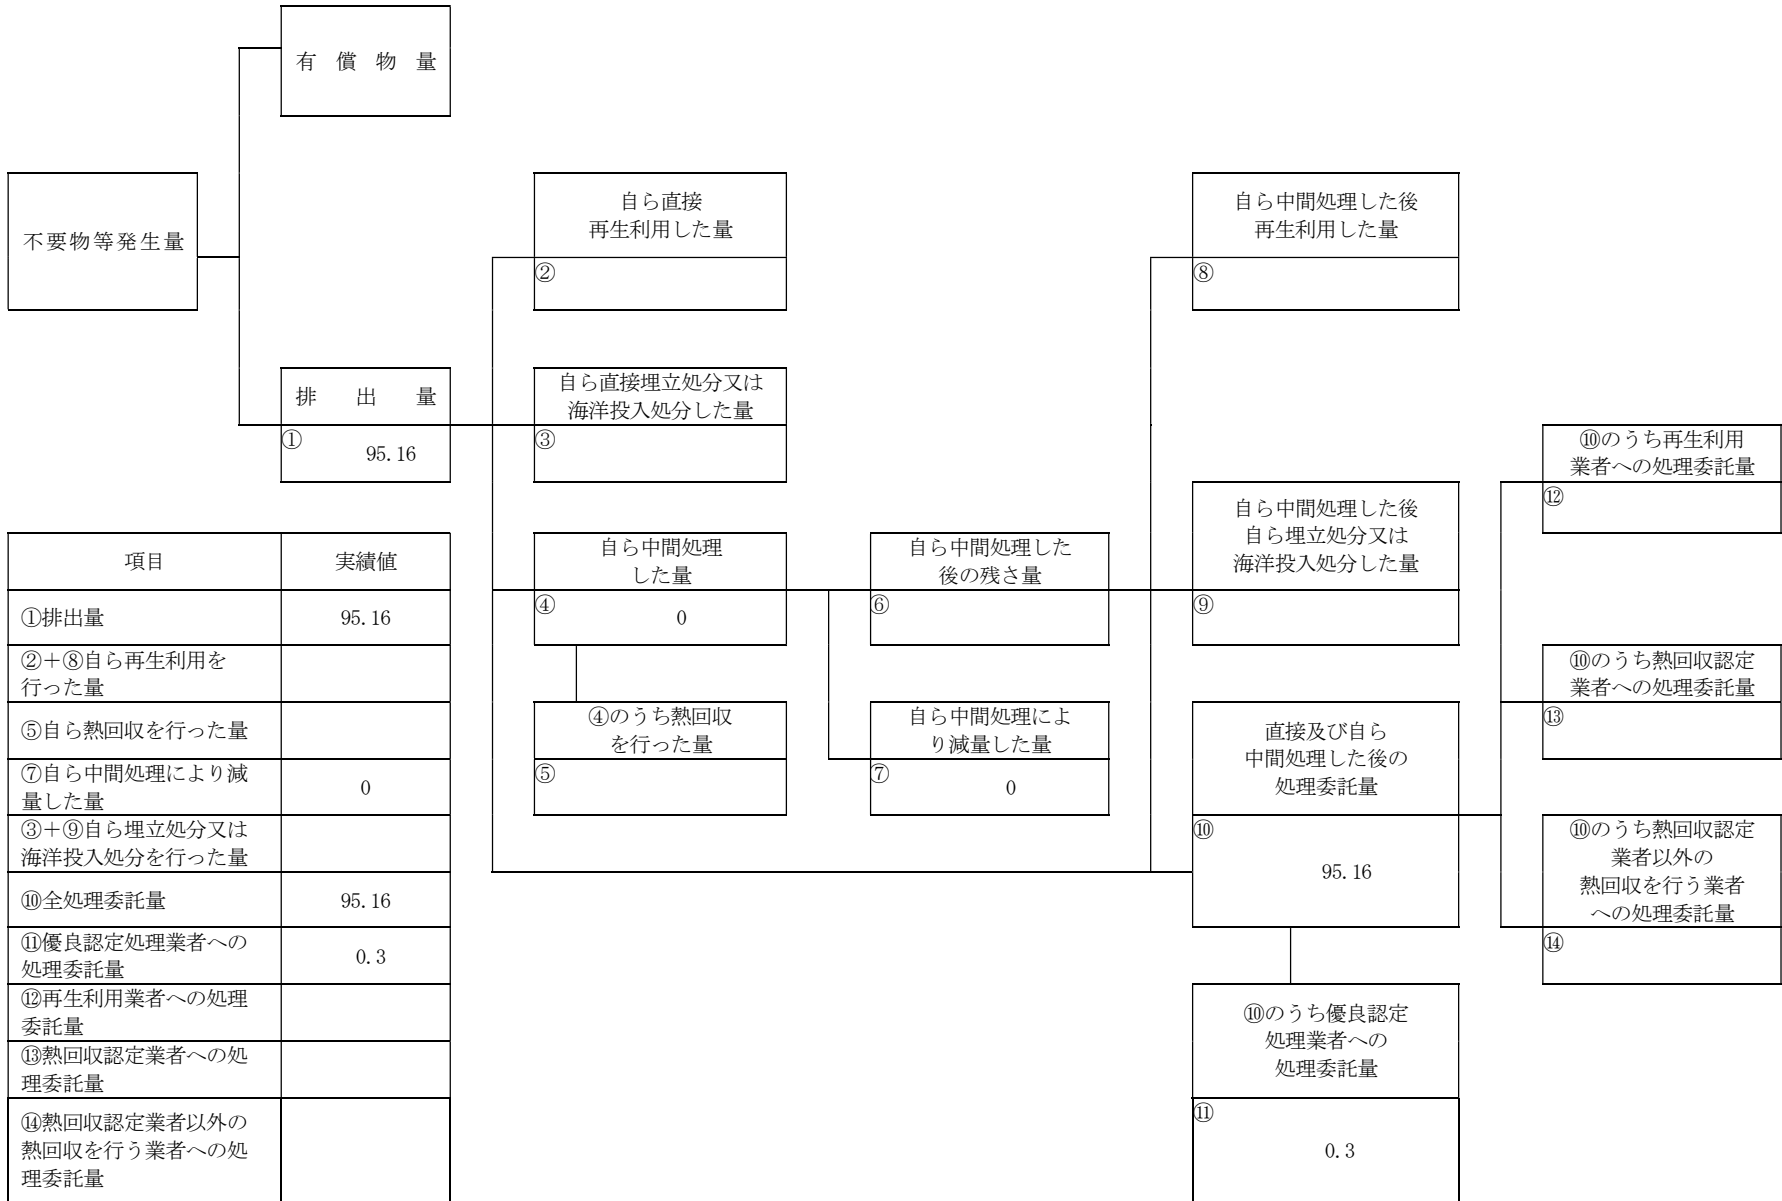 有償物量
不要物等発生量
自ら直接
再生利用した量
②
自ら中間処理した後
再生利用した量
⑧
排出量
①
95.16
自ら直接埋立処分又は
海洋投入処分した量
③
⑩のうち再生利用
業者への処理委託量
⑫
自ら中間処理した後
自ら埋立処分又は
海洋投入処分した量
⑨
自ら中間処理
した量
④
0
自ら中間処理した
後の残さ量
⑥
④のうち熱回収
を行った量
⑤
自ら中間処理によ
り減量した量
⑦
0
直接及び自ら
中間処理した後の
処理委託量
⑩
95.16
⑩のうち熱回収認定
業者への処理委託量
⑬
⑩のうち熱回収認定
業者以外の
熱回収を行う業者
への処理委託量
⑭
⑩のうち優良認定
処理業者への
処理委託量
⑪
0.3
項目 実績値
①排出量 95.16
②+⑧自ら再生利用を
行った量
⑤自ら熱回収を行った量
⑦自ら中間処理により減
量した量 0
③+⑨自ら埋立処分又は
海洋投入処分を行った量
⑩全処理委託量 95.16
⑪優良認定処理業者への
処理委託量 0.3
⑫再生利用業者への処理
委託量
⑬熱回収認定業者への処
理委託量
⑭熱回収認定業者以外の
熱回収を行う業者への処
理委託量